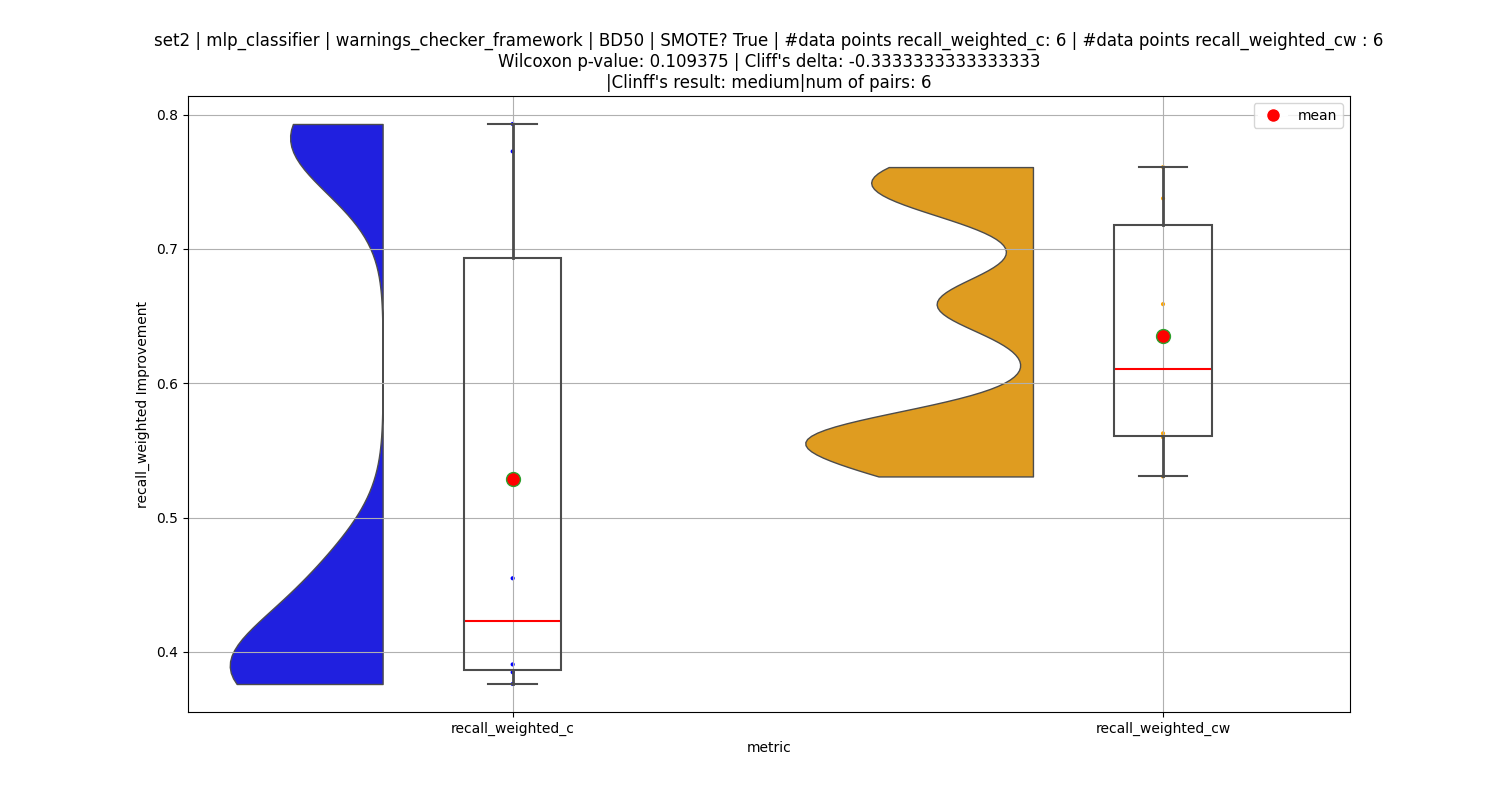 set2 | mlp_classifier | warnings_checker_framework | BD50 | SMOTE? True | #data points recall_weighted_c: 6 | #data points recall_weighted_cw : 6
Wilcoxon p-value: 0.109375 | Cliff's delta: -0.3333333333333333
|Clinff's result: medium|num of pairs: 6
mean
0.8
0.7
0.6
0.5
0.4
recall_weighted Improvement
recall_weighted_c
recall_weighted_cw
metric